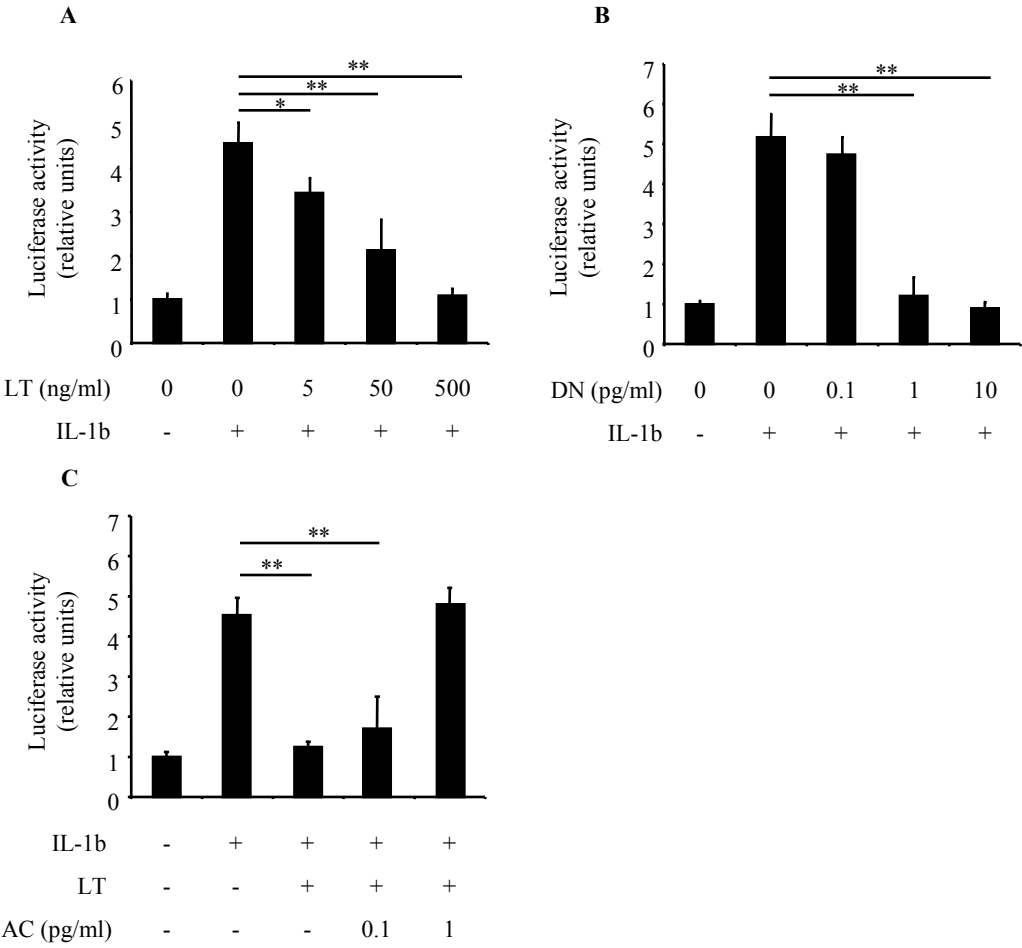 A
Luciferase activity
(relative units)
6
5
4
3
2
1
0
**
**
*
LT (ng/ml) 0 0 5 50 500
IL-1b - + + + +
B
Luciferase activity
(relative units)
7
6
5
4
3
2
1
0
**
**
DN (pg/ml) 0 0 0.1 1 10
IL-1b - + + + +
C
Luciferase activity
(relative units)
7
6
5
4
3
2
1
0
**
**
IL-1b - + + + +
LT - - + + +
AC (pg/ml) - - - 0.1 1